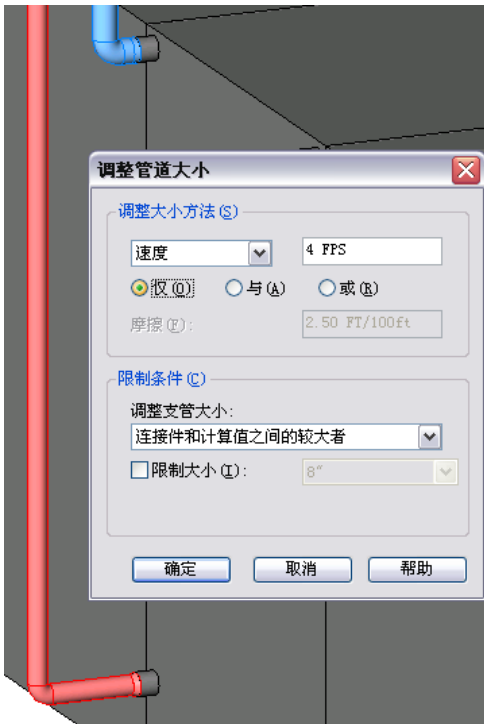 调整管道大小
调整大小方法(S)
速度 4 FPS
仅(O) 与(A) 或(R)
摩擦(F): 2.50 FT/100ft
限制条件(C)
调整支管大小:
连接件和计算值之间的较大者
限制大小(I): 8"
确定 取消 帮助